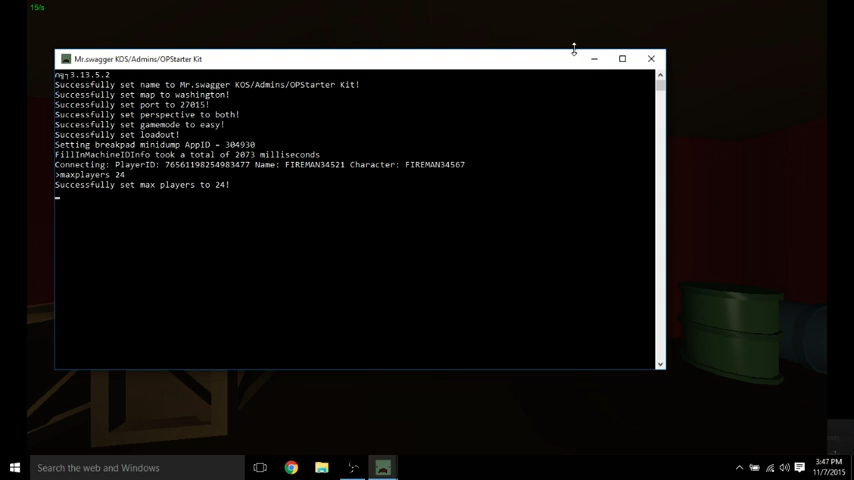 15/s
Mr.swagger KOS/Admins/OPStarter Kit
3.13.5.2
Successfully set name to Mr.swagger KOS/Admins/OPStarter Kit!
Successfully set map to washington!
Successfully set port to 27015!
Successfully set perspective to both!
Successfully set gamemode to easy!
Successfully set loadout!
Setting breakpad minidump AppID = 304930
FillInMachineIDInfo took a total of 2073 milliseconds
Connecting: PlayerID: 76561198254983477 Name: FIREMAN34521 Character: FIREMAN34567
>maxplayers 24
Successfully set max players to 24!
Search the web and Windows
3:47 PM
11/7/2015